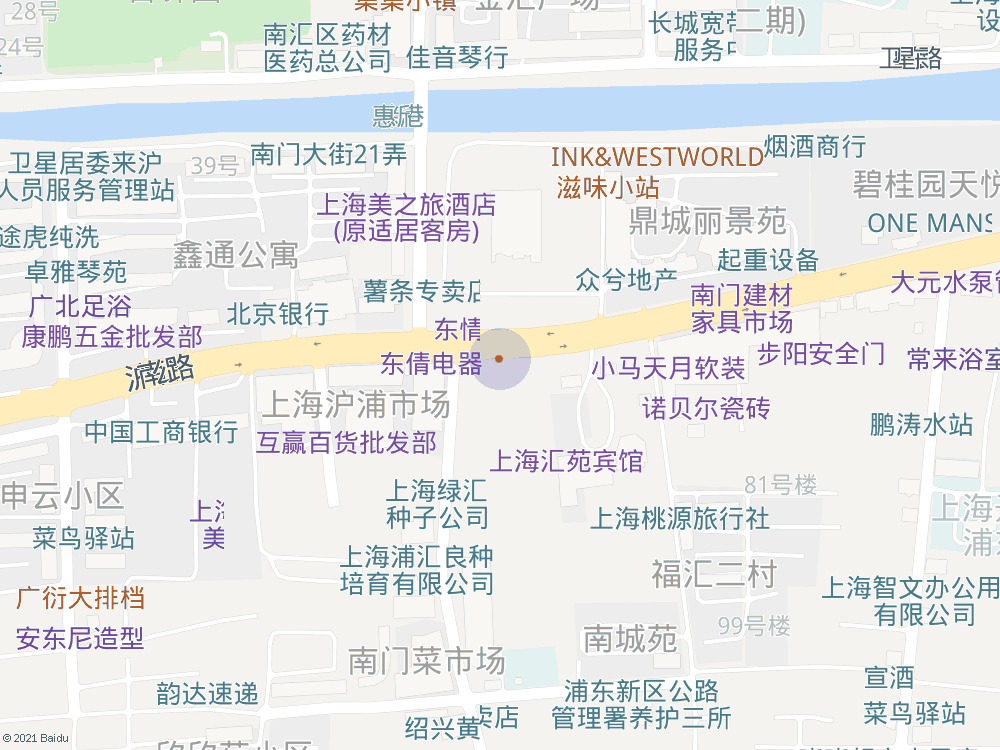 28号
24号
金汇广场
二期)
南汇区药材
医药总公司
佳音琴行
长城宽带
服务中
惠港
卫星居委来沪
人员服务管理站
39号
南门大街21弄
INK&WESTWORLD
滋味小站
烟酒商行
碧桂园天悦
ONE MANS
上海美之旅酒店
(原适居客房)
鼎城丽景苑
途虎纯洗
鑫通公寓
卓雅琴苑
众兮地产
起重设备
薯条专卖店
大元水泵管
广北足浴
北京银行
南门建材
家具市场
康鹏五金批发部
东倩
东倩电器
小马天月软装
步阳安全门
常来浴室
上海沪浦市场
诺贝尔瓷砖
中国工商银行
互赢百货批发部
鹏涛水站
上海汇苑宾馆
申云小区
81号楼
上海绿汇
种子公司
上海桃源旅行社
菜鸟驿站
美
上海浦汇良种
培育有限公司
福汇二村
上海智文办公用
有限公司
广衍大排档
安东尼造型
99号楼
南城苑
南门菜市场
宣酒
菜鸟驿站
韵达速递
浦东新区公路
管理署养护三所
绍兴黄
卖店
© 2021 Baidu